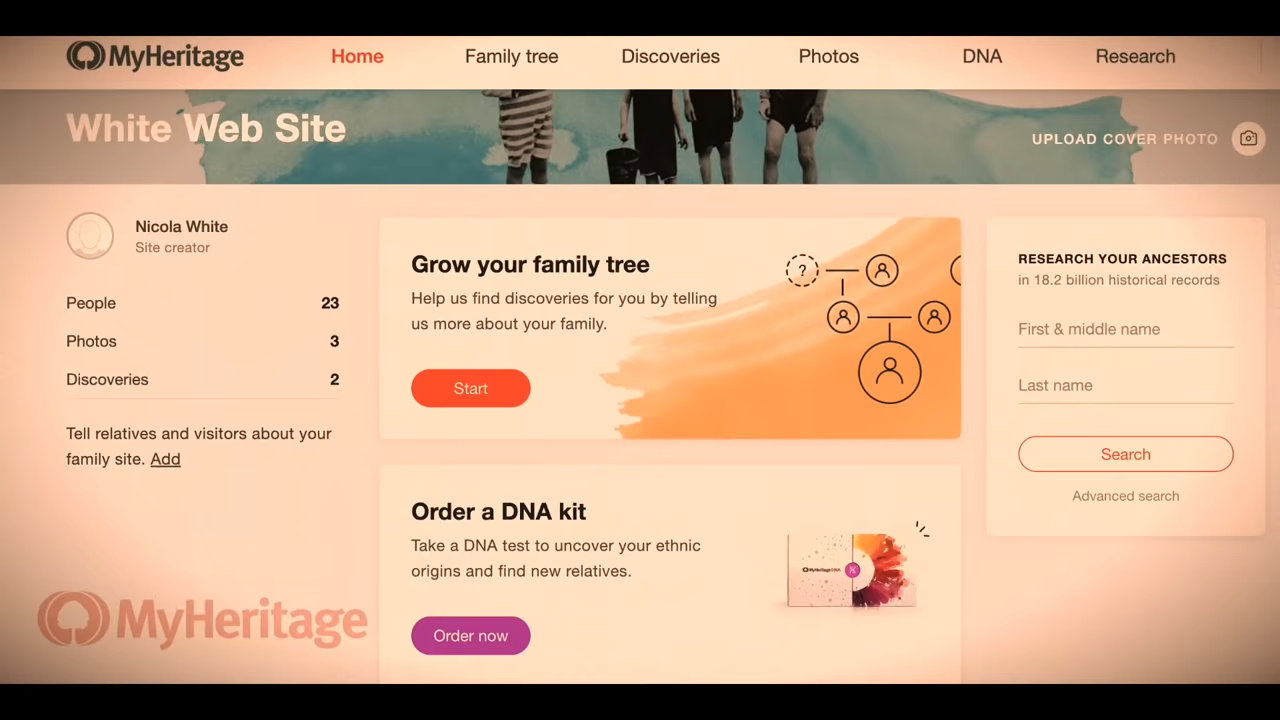 MyHeritage
Home
Family tree
Discoveries
Photos
DNA
Research
White Web Site
UPLOAD COVER PHOTO
Nicola White
Site creator
People 23
Photos 3
Discoveries 2
Tell relatives and visitors about your
family site. Add
Grow your family tree
Help us find discoveries for you by telling
us more about your family.
Start
?
Order a DNA kit
Take a DNA test to uncover your ethnic
origins and find new relatives.
Order now
MyHeritage DNA
RESEARCH YOUR ANCESTORS
in 18.2 billion historical records
First & middle name
Last name
Search
Advanced search
MyHeritage